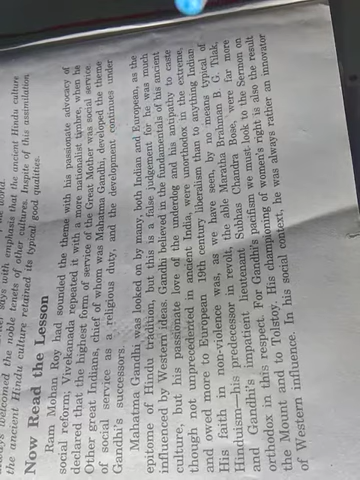 always welcomed the noble tenets of other cultures. Inspite of this assimilation,
the ancient Hindu culture retained its typical good qualities.
Now Read the Lesson
Ram Mohan Roy had sounded the theme with his passionate advocacy of
social reform; Vivekananda repeated it with a more nationalist timbre, when he
declared that the highest form of service of the Great Mother was social service.
Other great Indians, chief of whom was Mahatma Gandhi, developed the theme
of social service as a religious duty, and the development continues under
Gandhi's successors.
Mahatma Gandhi was looked on by many, both Indian and European, as the
epitome of Hindu tradition, but this is a false judgement for he was much
influenced by Western ideas. Gandhi believed in the fundamentals of his ancient
culture, but his passionate love of the underdog and his antipathy to caste
though not unprecedented in ancient India, were unorthodox in the extreme,
and owed more to European 19th century liberalism than to anything Indian
His faith in non-violence was, as we have seen, by no means typical of
Hinduism—his predecessor in revolt, the able Maratha Brahman B. G. Tilak,
and Gandhi's impatient lieutenant Subhas Chandra Bose, were far more
orthodox in this respect. For Gandhi's pacifism we must look to the Sermon on
the Mount and to Tolstoy. His championing of women's right is also the result
of Western influence. In his social context, he was always rather an innovator